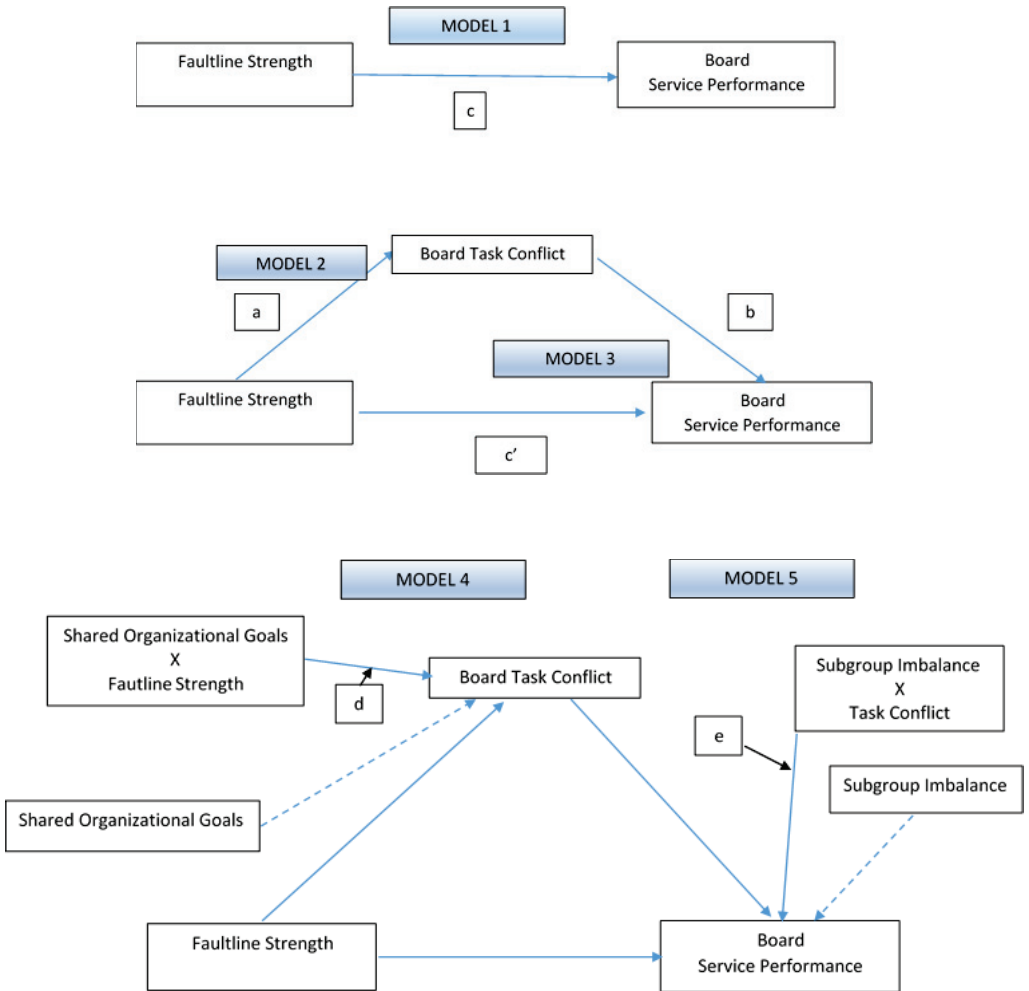 MODEL 1
Faultline Strength
Board
Service Performance
c
MODEL 2
Board Task Conflict
a
b
MODEL 3
Faultline Strength
Board
Service Performance
c’
MODEL 4
MODEL 5
Shared Organizational Goals
X
Fautline Strength
Board Task Conflict
Subgroup Imbalance
X
Task Conflict
d
e
Subgroup Imbalance
Shared Organizational Goals
Faultline Strength
Board
Service Performance